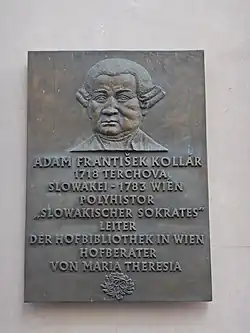 ADAM FRANTIŠEK KOLLÁR
1718 TERCHOVA,
SLOWAKEI - 1783 WIEN
POLYHISTOR
„SLOWAKISCHER SOKRATES"
LEITER
DER HOFBIBLIOTHEK IN WIEN
HOFBERATER
VON MARIA THERESIA